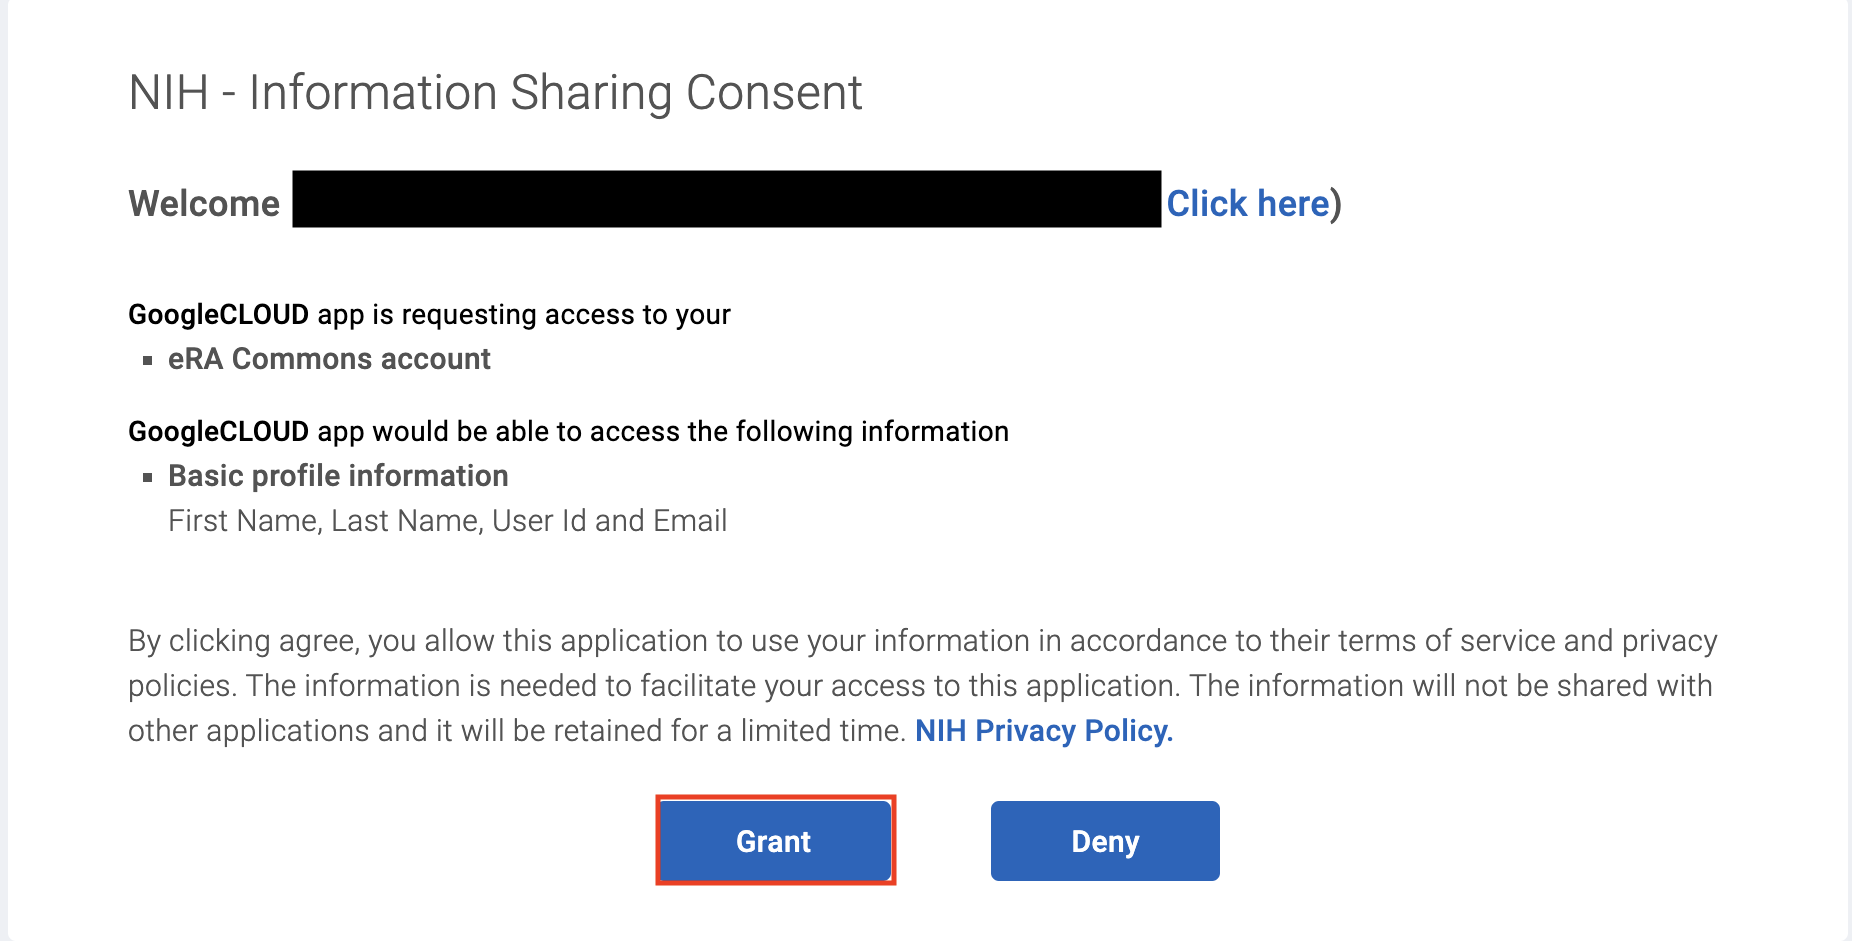 NIH - Information Sharing Consent
Welcome Click here)
GoogleCLOUD app is requesting access to your
▪ eRA Commons account
GoogleCLOUD app would be able to access the following information
▪ Basic profile information
First Name, Last Name, User Id and Email
By clicking agree, you allow this application to use your information in accordance to their terms of service and privacy
policies. The information is needed to facilitate your access to this application. The information will not be shared with
other applications and it will be retained for a limited time. NIH Privacy Policy.
Grant Deny